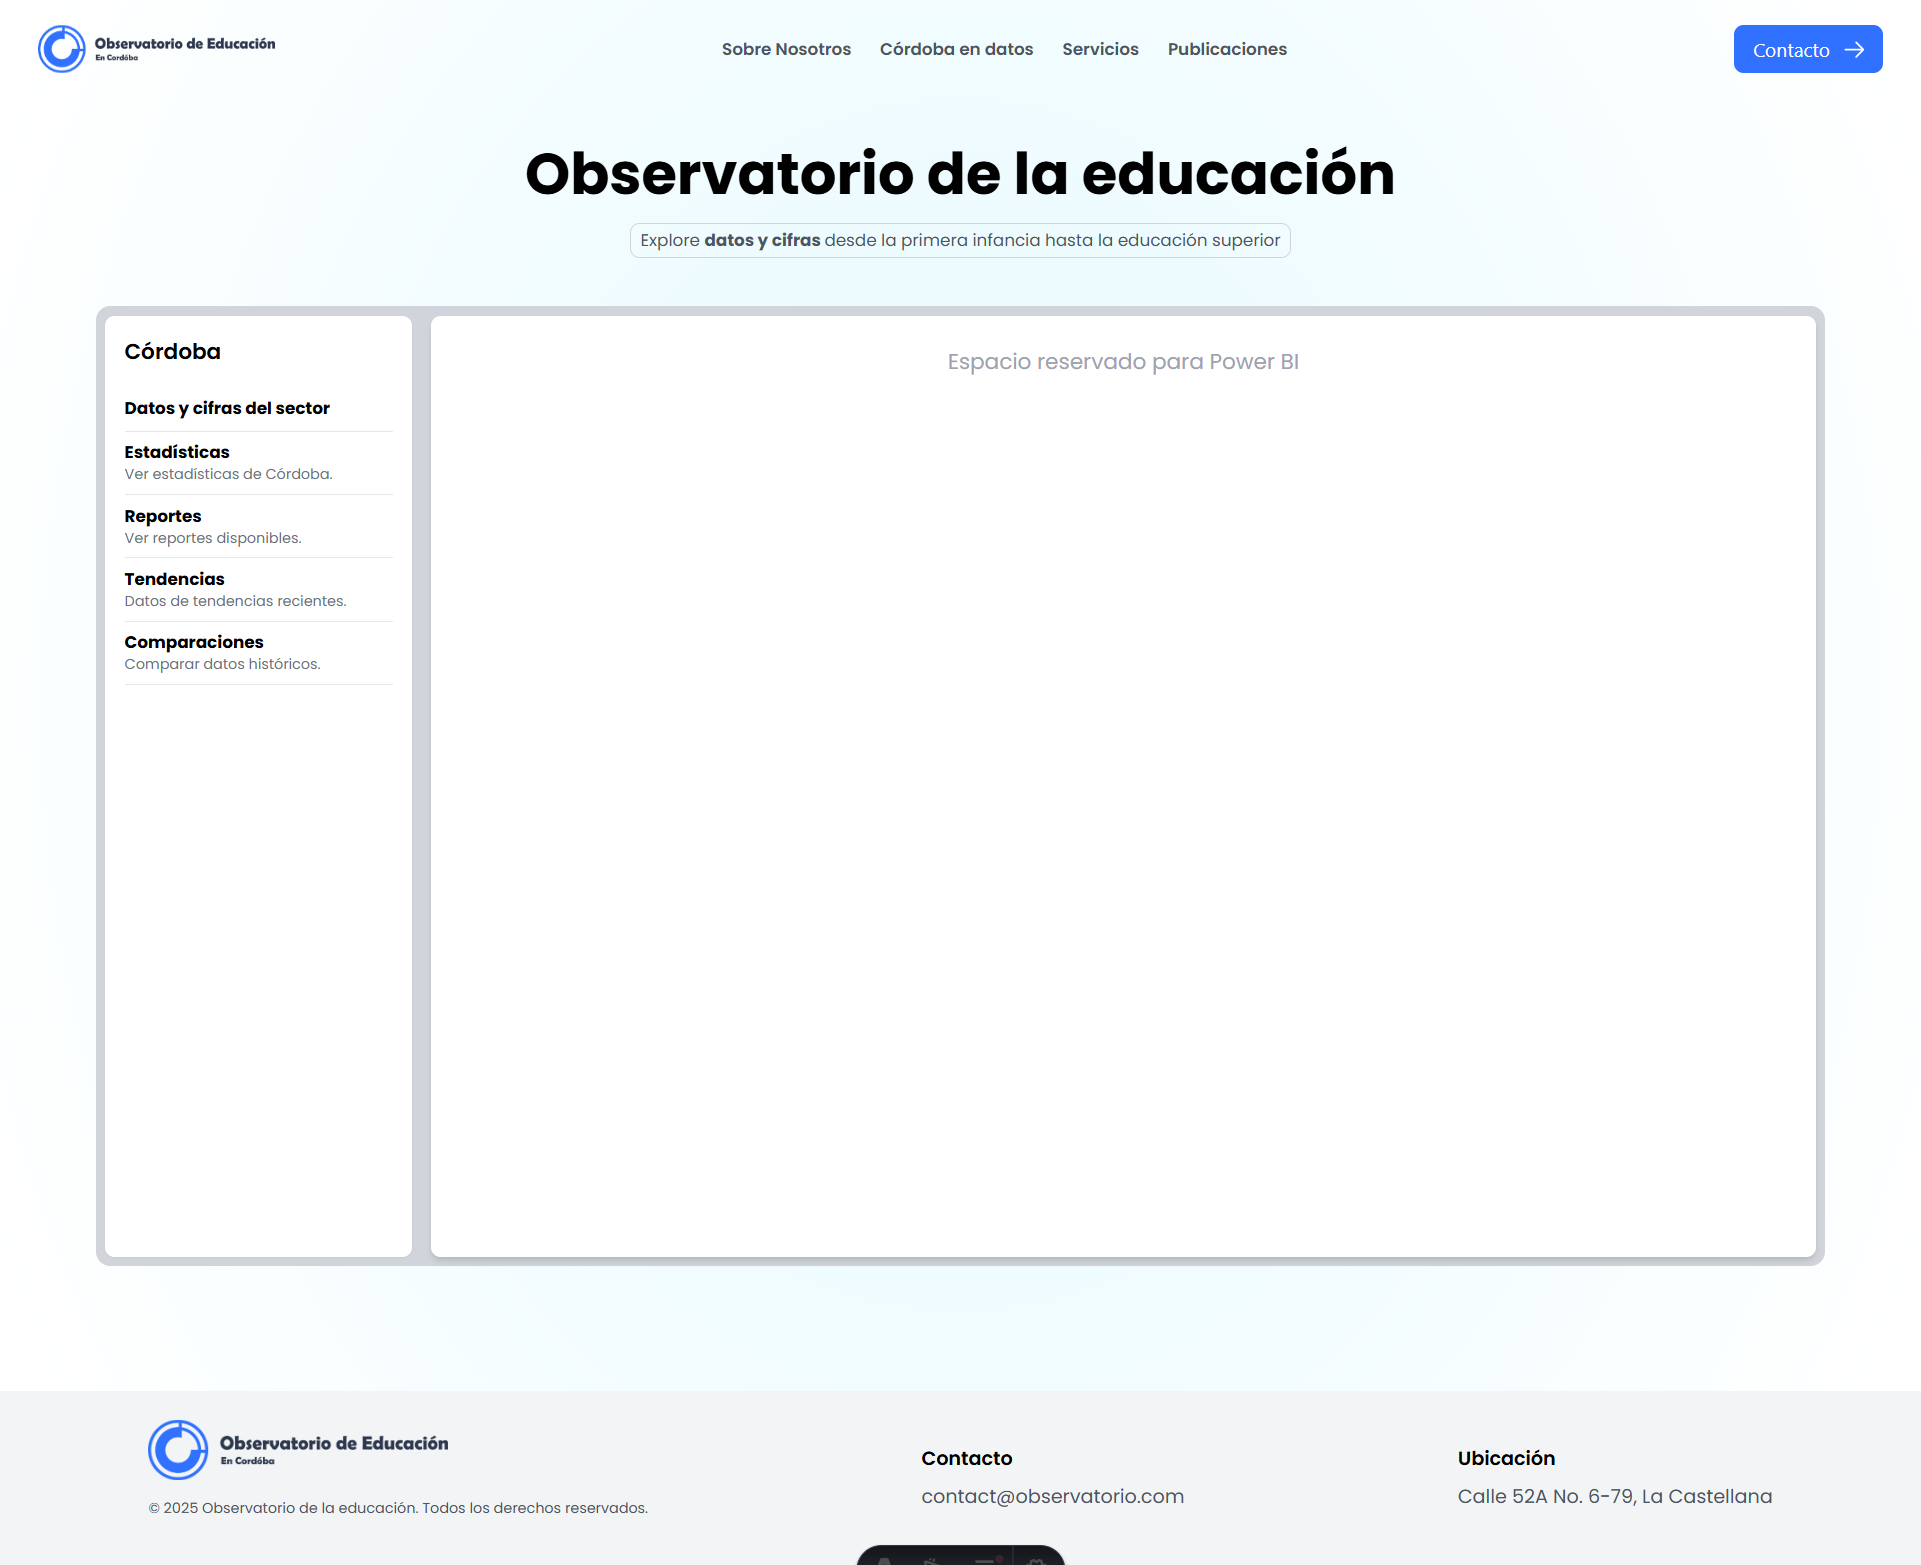 Observatorio de Educación
En Cordóba
Sobre Nosotros
Córdoba en datos
Servicios
Publicaciones
Contacto
Observatorio de la educación
Explore datos y cifras desde la primera infancia hasta la educación superior
Córdoba
Datos y cifras del sector
Estadísticas
Ver estadísticas de Córdoba.
Reportes
Ver reportes disponibles.
Tendencias
Datos de tendencias recientes.
Comparaciones
Comparar datos históricos.
Espacio reservado para Power BI
Observatorio de Educación
En Cordóba
© 2025 Observatorio de la educación. Todos los derechos reservados.
Contacto
contact@observatorio.com
Ubicación
Calle 52A No. 6-79, La Castellana